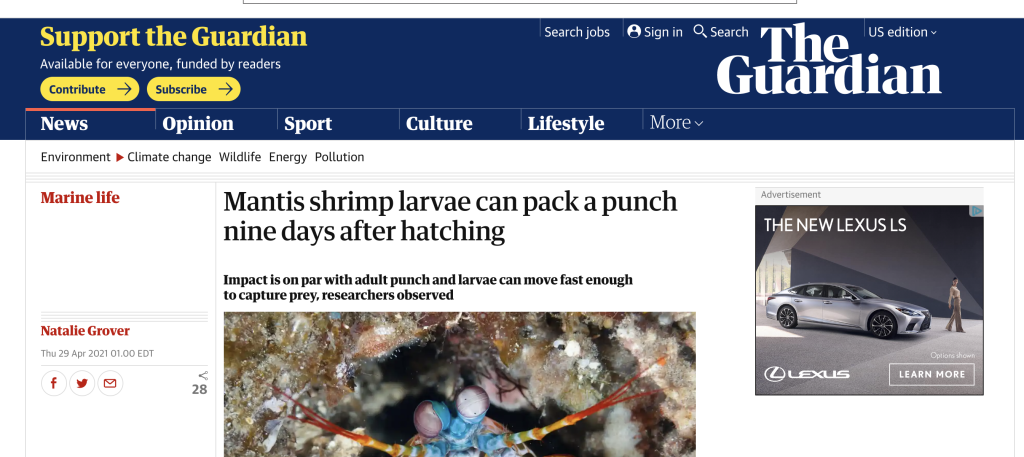 Support the Guardian
Available for everyone, funded by readers
Contribute
Subscribe
Search jobs
Sign in
Search
US edition
The
Guardian
News
Opinion
Sport
Culture
Lifestyle
More
Environment
Climate change
Wildlife
Energy
Pollution
Marine life
Mantis shrimp larvae can pack a punch
nine days after hatching
Impact is on par with adult punch and larvae can move fast enough
to capture prey, researchers observed
Natalie Grover
Thu 29 Apr 2021 01.00 EDT
28
Advertisement
THE NEW LEXUS LS
Options shown
LEXUS
LEARN MORE